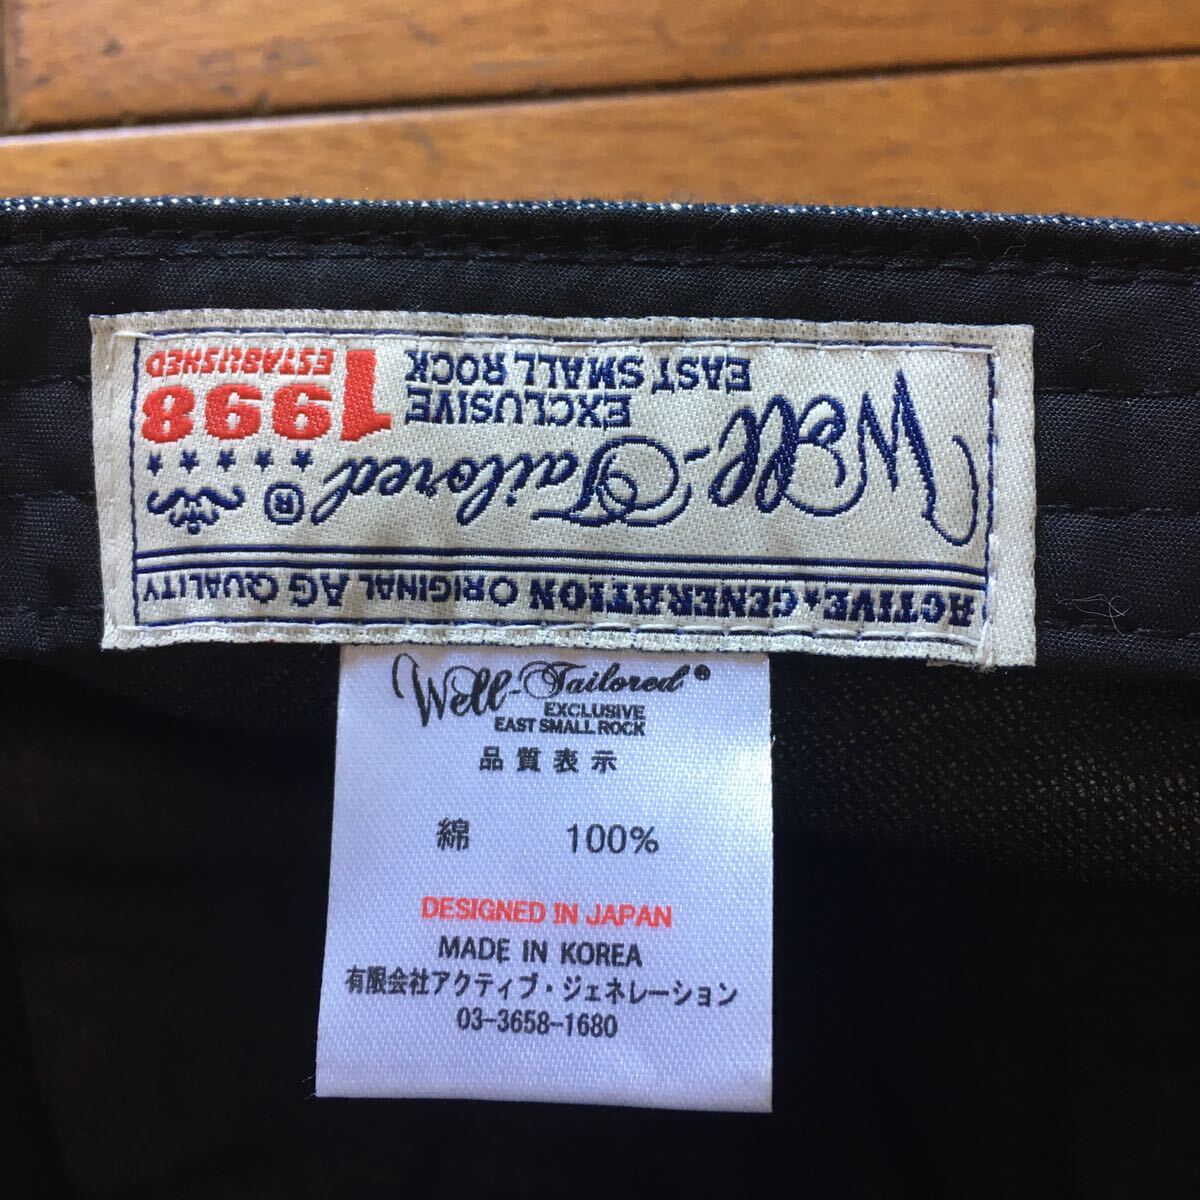 ACTIVE★GENERATION ORIGINAL AG QUALITY
Well-Tailored®
EXCLUSIVE
EAST SMALL ROCK
★★★★★
1998
ESTABLISHED
Well-Tailored®
EXCLUSIVE
EAST SMALL ROCK
品質表示
綿 100%
DESIGNED IN JAPAN
MADE IN KOREA
有限会社アクティブ・ジェネレーション
03-3658-1680